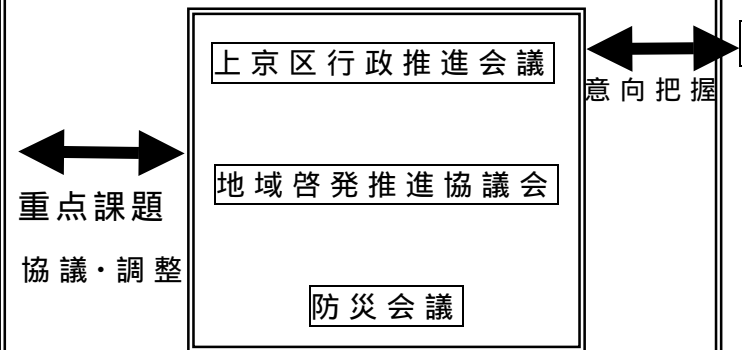 上京区行政推進会議
意向把握
地域啓発推進協議会
重点課題
協議・調整
防災会議